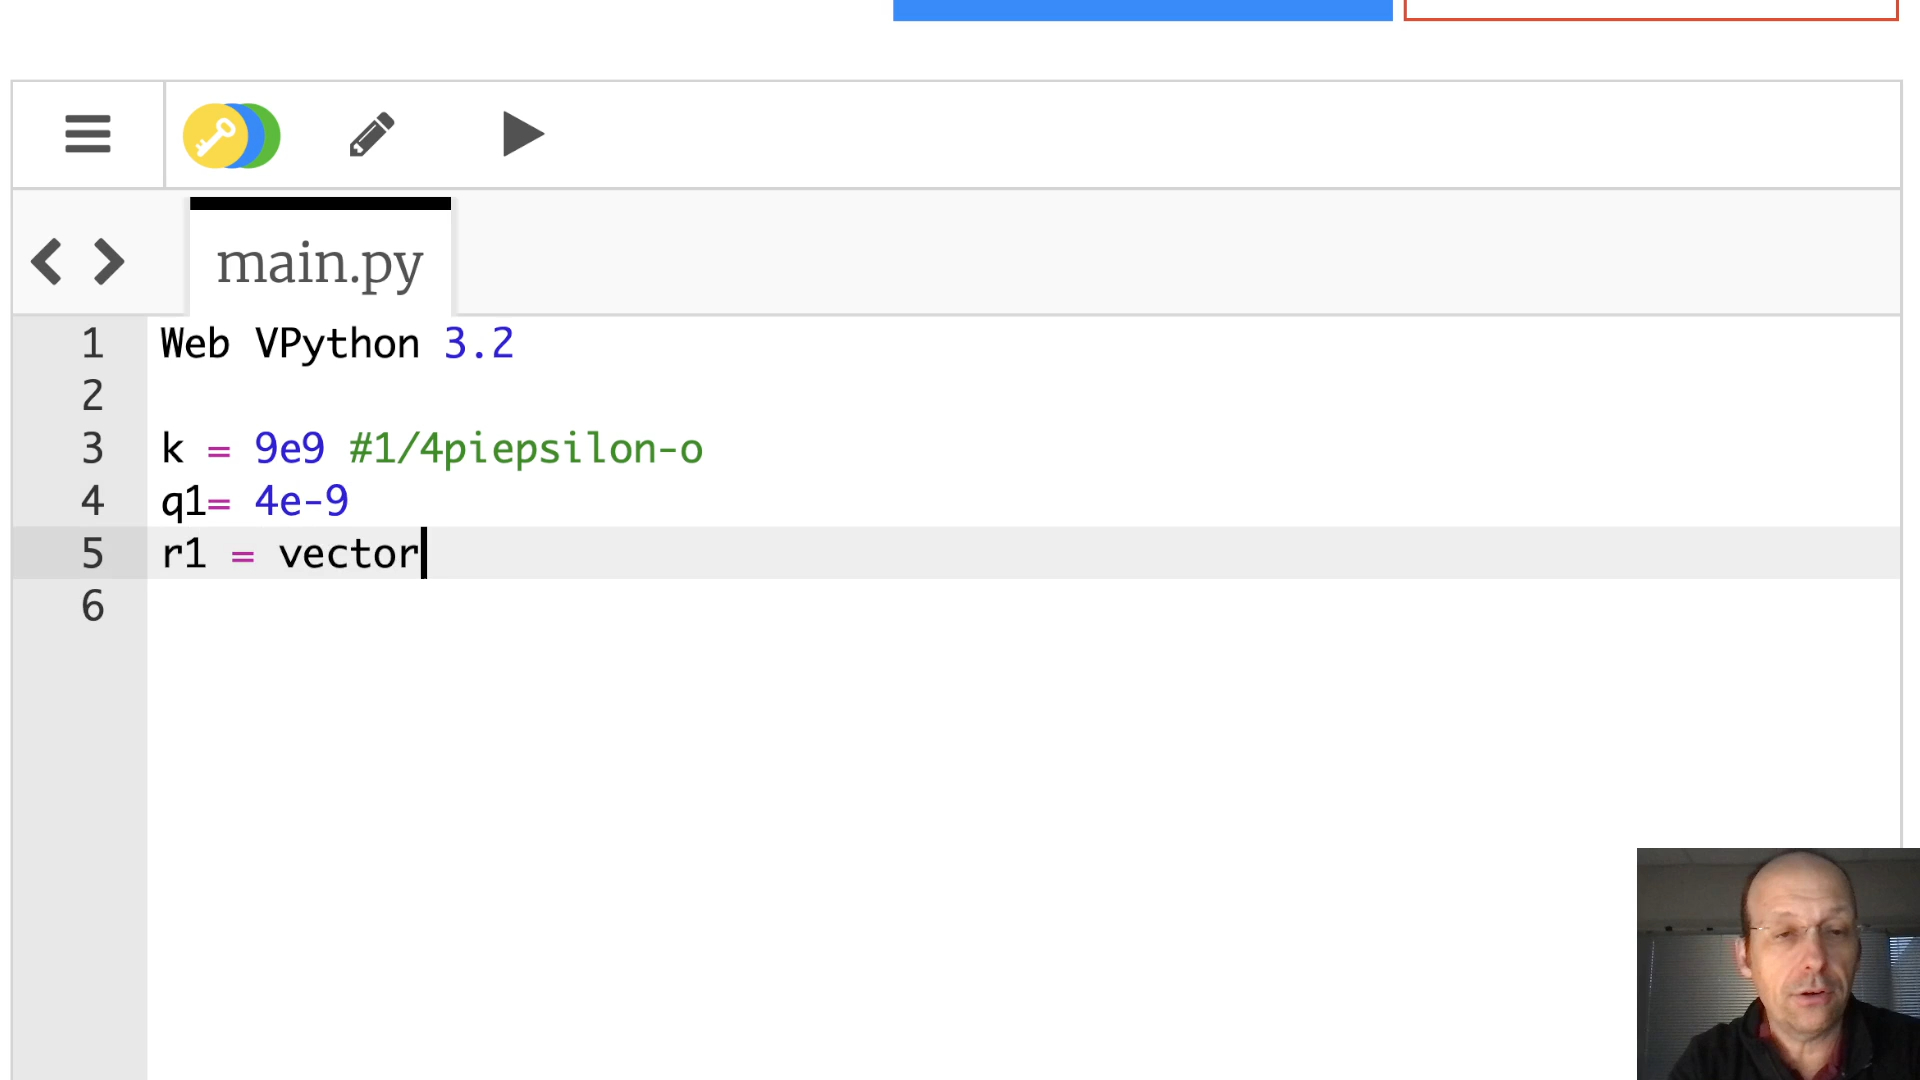 main.py
1 Web VPython 3.2
2
3 k = 9e9 #1/4piepsilon-o
4 q1= 4e-9
5 r1 = vector
6